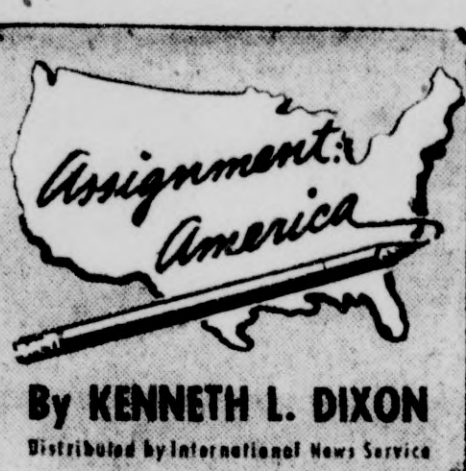 Assignment:
America
By KENNETH L. DIXON
Distributed by International News Service